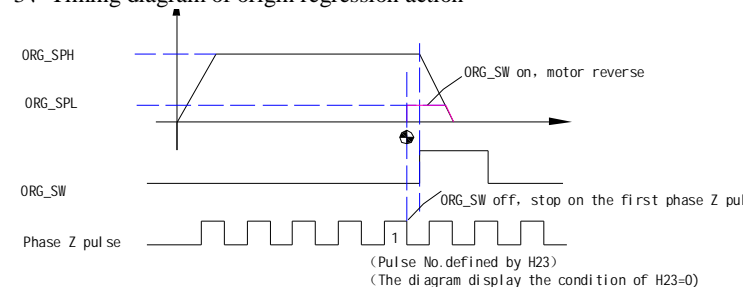 Timing diagram of origin regression action
ORG_SPH
ORG_SW on, motor reverse
ORG_SPL
ORG_SW
ORG_SW off, stop on the first phase Z pul
Phase Z pulse
1
(Pulse No.defined by H23)
(The diagram display the condition of H23=0)